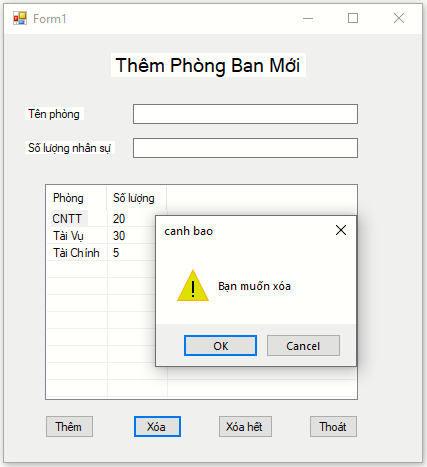 Form1
Thêm Phòng Ban Mới
Tên phòng
Số lượng nhân sự
Phòng Số lượng
CNTT 20
Tài Vụ 30
Tài Chính 5
canh bao
Bạn muốn xóa
OK Cancel
Thêm Xóa Xóa hết Thoát